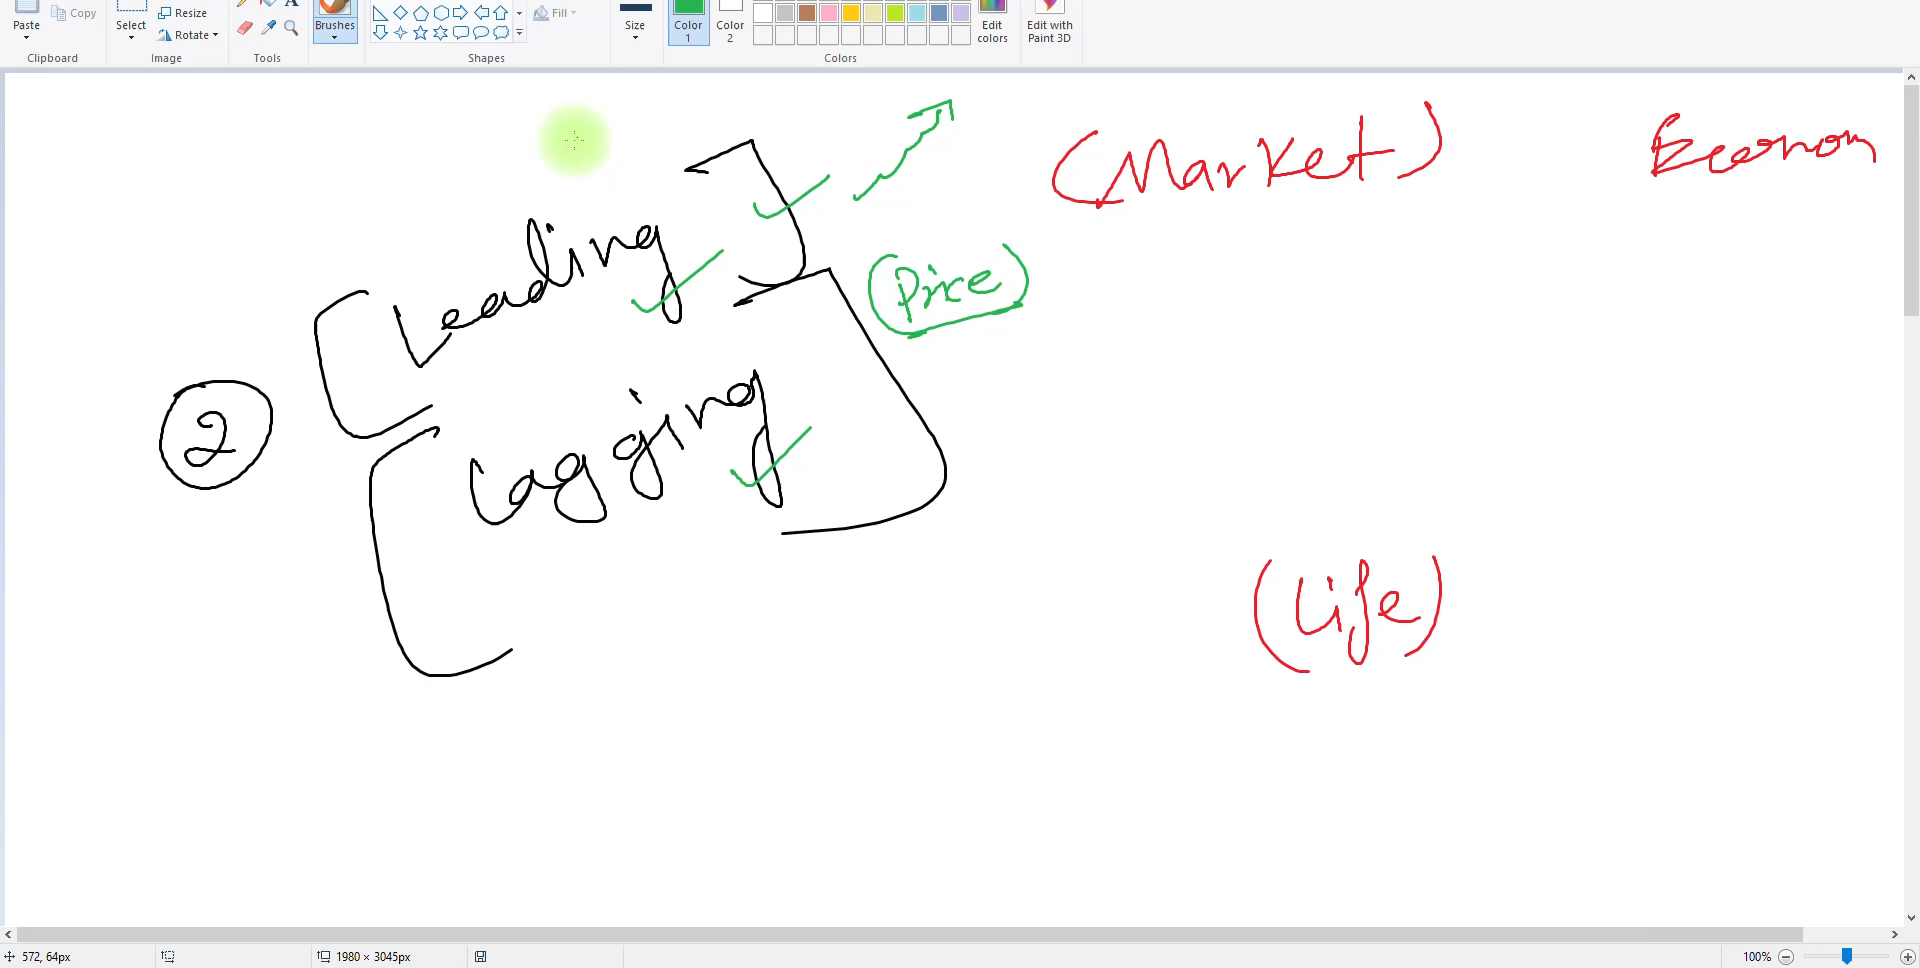 Paste
Copy
Select
Resize
Rotate
A
Brushes
Fill
Size
Color
1
Color
2
Edit
colors
Edit with
Paint 3D
Clipboard
Image
Tools
Shapes
Colors
(Market)
Econom
Leading
(Price)
2
Lagging
(Life)
572, 64px
1980 × 3045px
100%